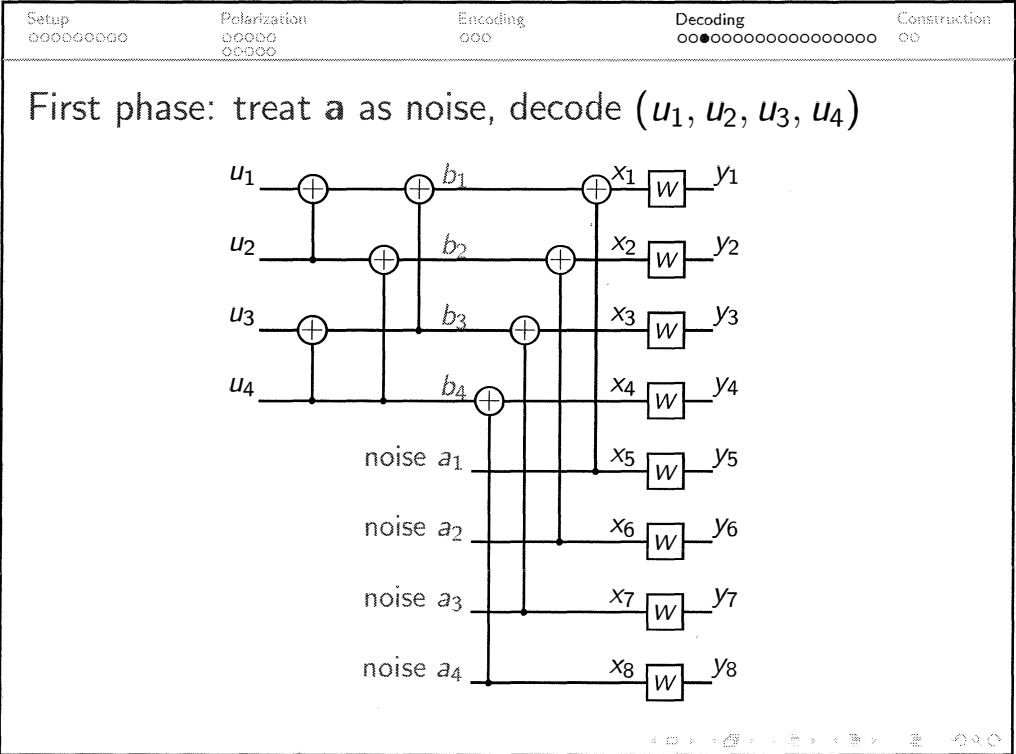 Setup Polarization Encoding Decoding Construction
First phase: treat a as noise, decode (u1, u2, u3, u4)
u1 b1 x1 W y1
u2 b2 x2 W y2
u3 b3 x3 W y3
u4 b4 x4 W y4
noise a1 x5 W y5
noise a2 x6 W y6
noise a3 x7 W y7
noise a4 x8 W y8